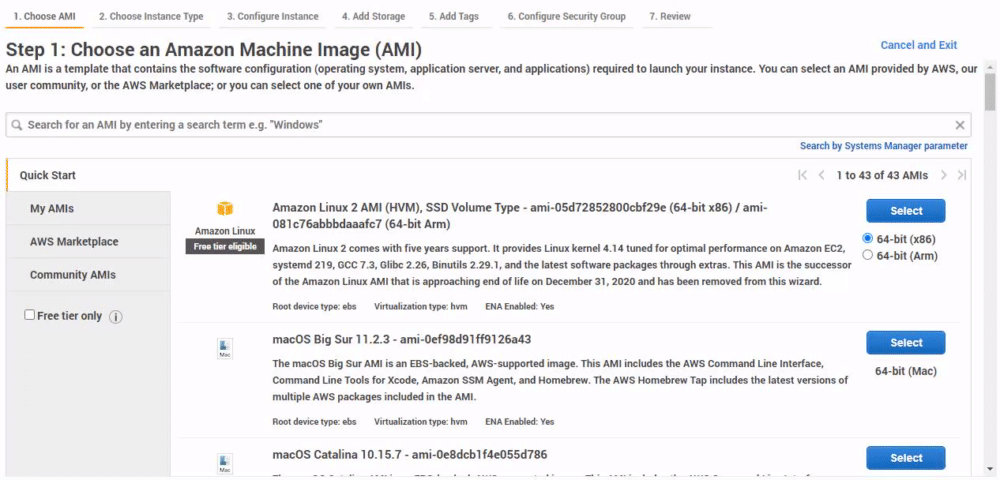 1. Choose AMI 2. Choose Instance Type 3. Configure Instance 4. Add Storage 5. Add Tags 6. Configure Security Group 7. Review
Step 1: Choose an Amazon Machine Image (AMI)
Cancel and Exit
An AMI is a template that contains the software configuration (operating system, application server, and applications) required to launch your instance. You can select an AMI provided by AWS, our
user community, or the AWS Marketplace; or you can select one of your own AMIs.
Search for an AMI by entering a search term e.g. "Windows"
Search by Systems Manager parameter
Quick Start
1 to 43 of 43 AMIs
My AMIs
AWS Marketplace
Community AMIs
Free tier only
Amazon Linux
Free tier eligible
Amazon Linux 2 AMI (HVM), SSD Volume Type - ami-05d72852800cbf29e (64-bit x86) / ami-
081c76abbbdaaafc7 (64-bit Arm)
Amazon Linux 2 comes with five years support. It provides Linux kernel 4.14 tuned for optimal performance on Amazon EC2,
systemd 219, GCC 7.3, Glibc 2.26, Binutils 2.29.1, and the latest software packages through extras. This AMI is the successor
of the Amazon Linux AMI that is approaching end of life on December 31, 2020 and has been removed from this wizard.
Root device type: ebs Virtualization type: hvm ENA Enabled: Yes
Select
64-bit (x86)
64-bit (Arm)
Mac
macOS Big Sur 11.2.3 - ami-0ef98d91ff9126a43
The macOS Big Sur AMI is an EBS-backed, AWS-supported image. This AMI includes the AWS Command Line Interface,
Command Line Tools for Xcode, Amazon SSM Agent, and Homebrew. The AWS Homebrew Tap includes the latest versions of
multiple AWS packages included in the AMI.
Root device type: ebs Virtualization type: hvm ENA Enabled: Yes
Select
64-bit (Mac)
Mac
macOS Catalina 10.15.7 - ami-0e8dcb1f4e055d786
Select